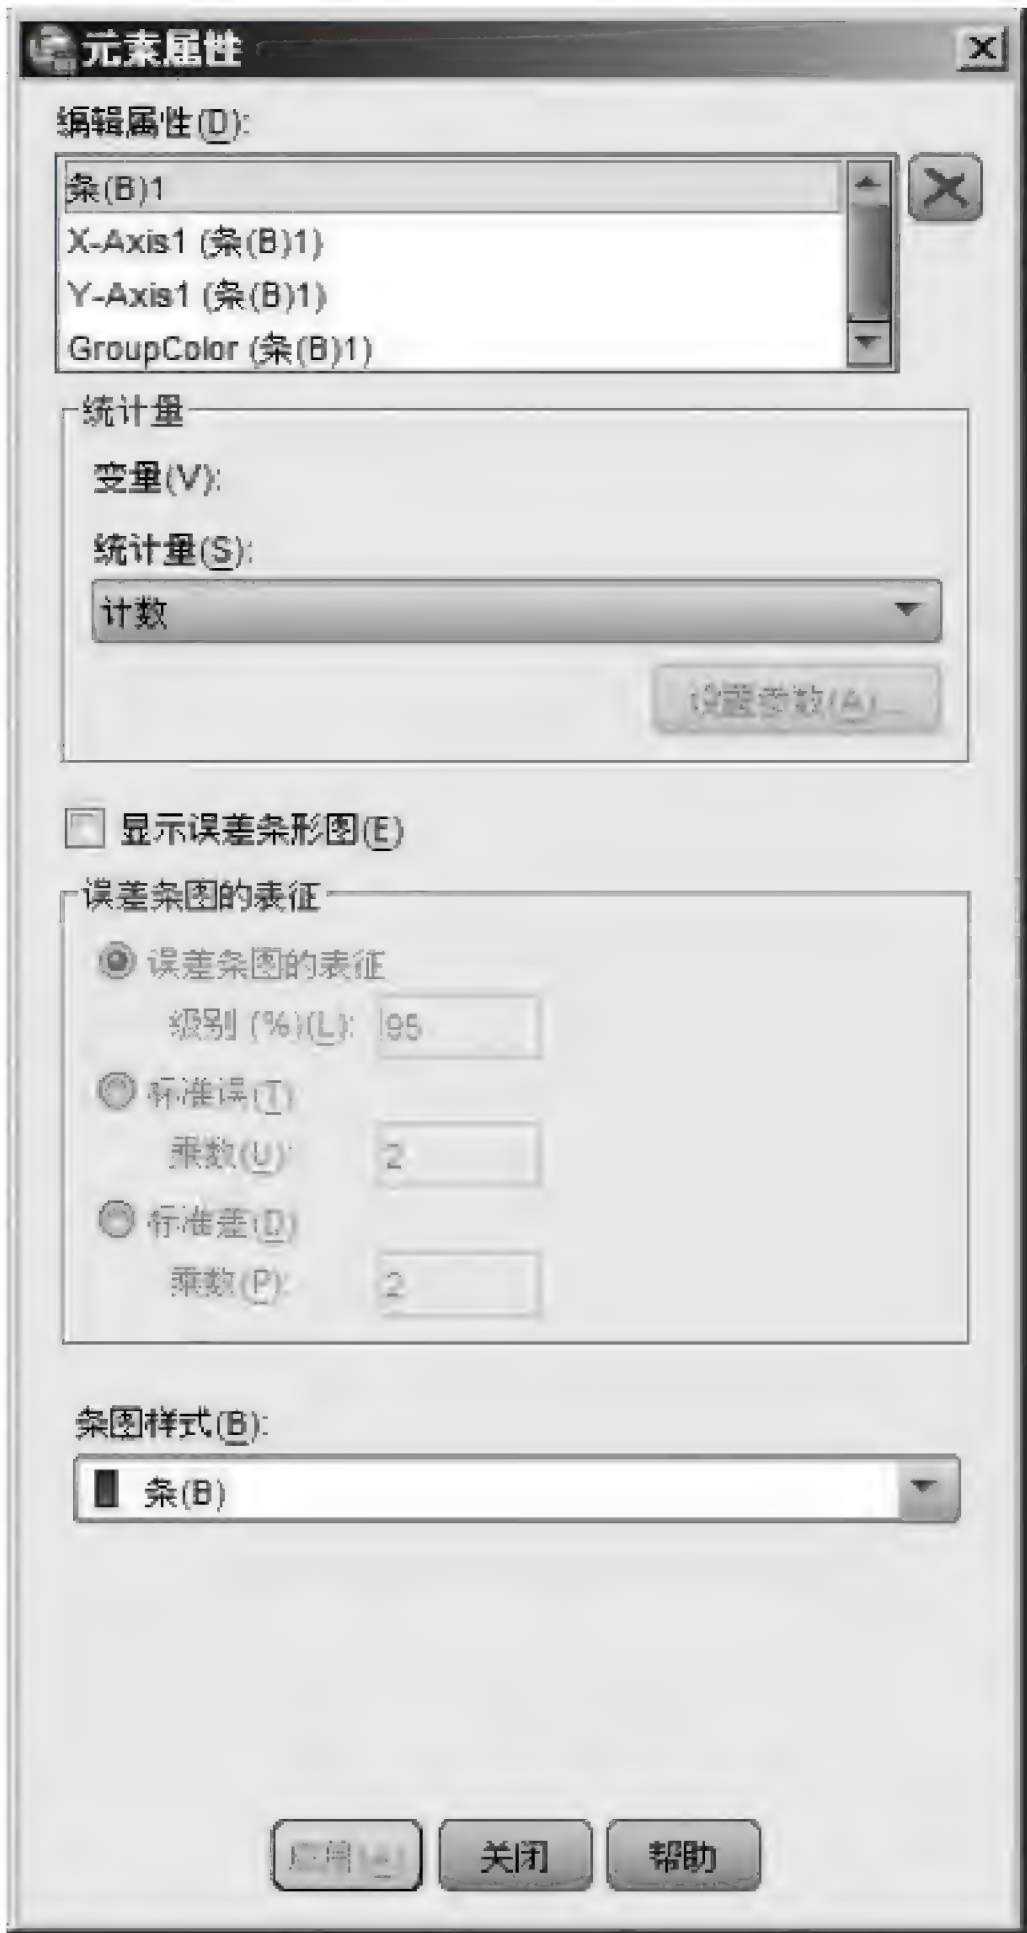 元素属性
编辑属性(D):
条(B)1
X-Axis1 (条(B)1)
Y-Axis1 (条(B)1)
GroupColor (条(B)1)
统计量
变量(V):
统计量(S):
计数
设置参数(A)...
显示误差条形图(E)
误差条图的表征
误差条图的表征
级别 (%)(L): 95
标准误(T)
乘数(U): 2
标准差(D)
乘数(P): 2
条图样式(B):
条(B)
应用(A)
关闭
帮助